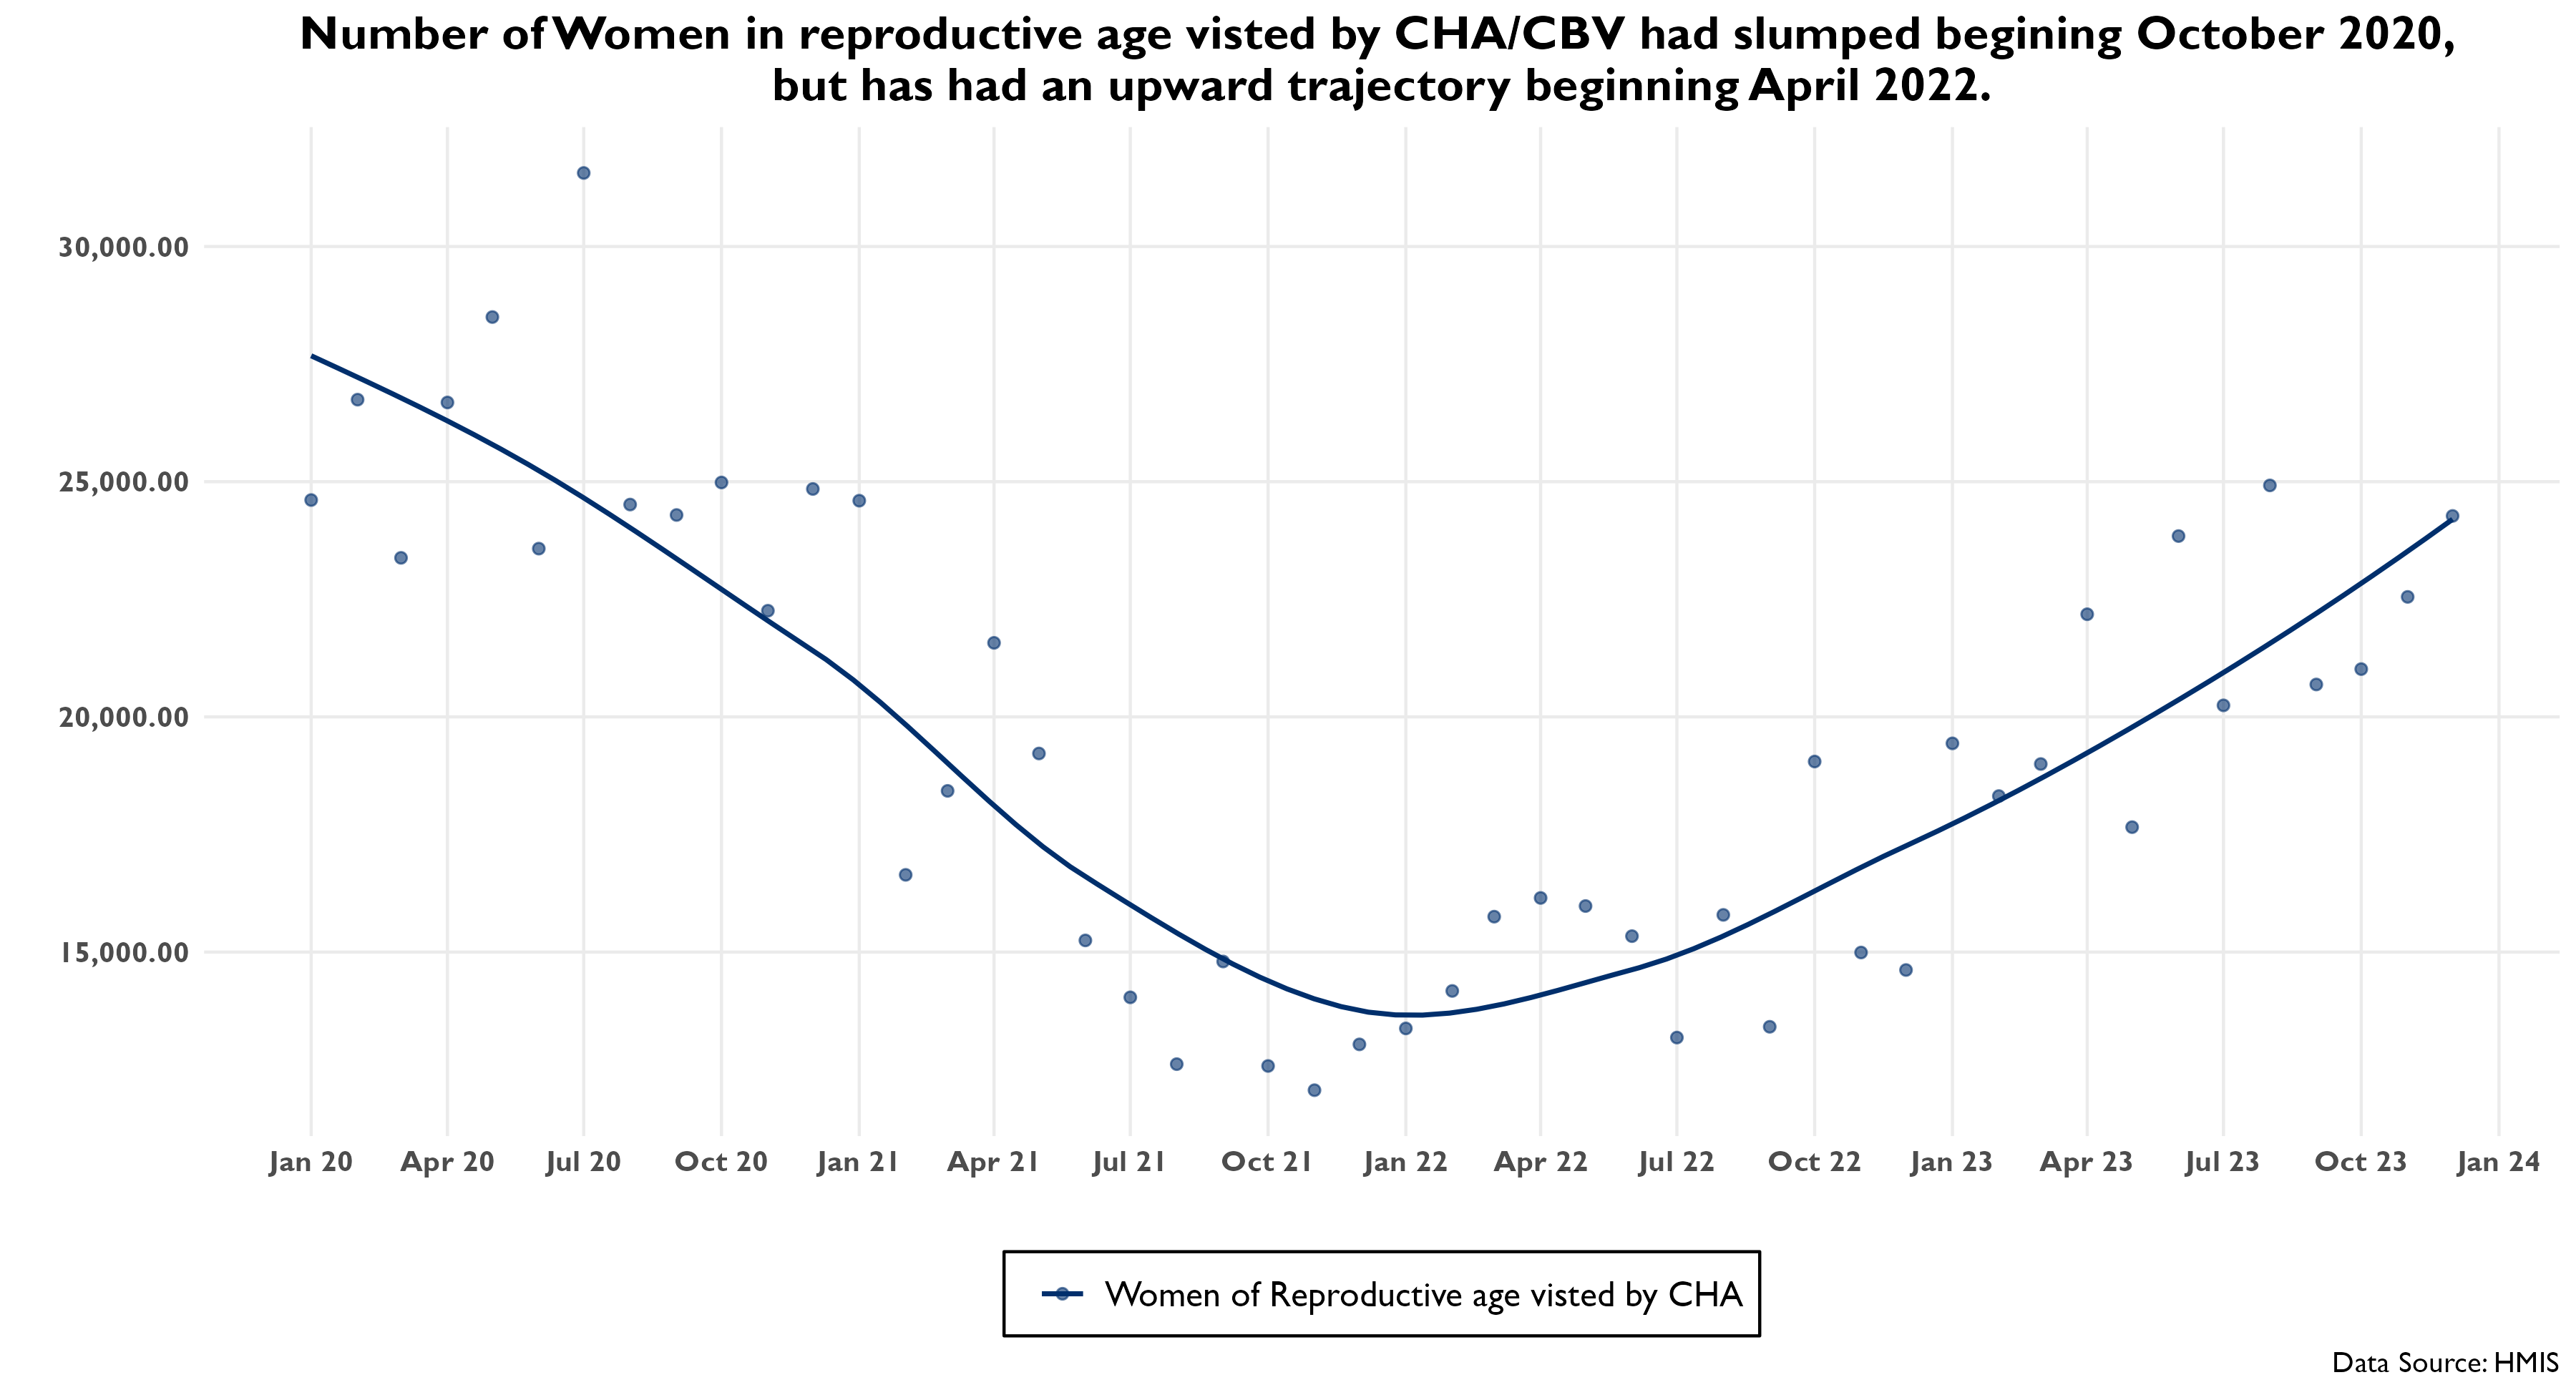 Number of Women in reproductive age visted by CHA/CBV had slumped begining October 2020,
but has had an upward trajectory beginning April 2022.
30,000.00
25,000.00
20,000.00
15,000.00
Jan 20 Apr 20 Jul 20 Oct 20 Jan 21 Apr 21 Jul 21 Oct 21 Jan 22 Apr 22 Jul 22 Oct 22 Jan 23 Apr 23 Jul 23 Oct 23 Jan 24
Women of Reproductive age visted by CHA
Data Source: HMIS